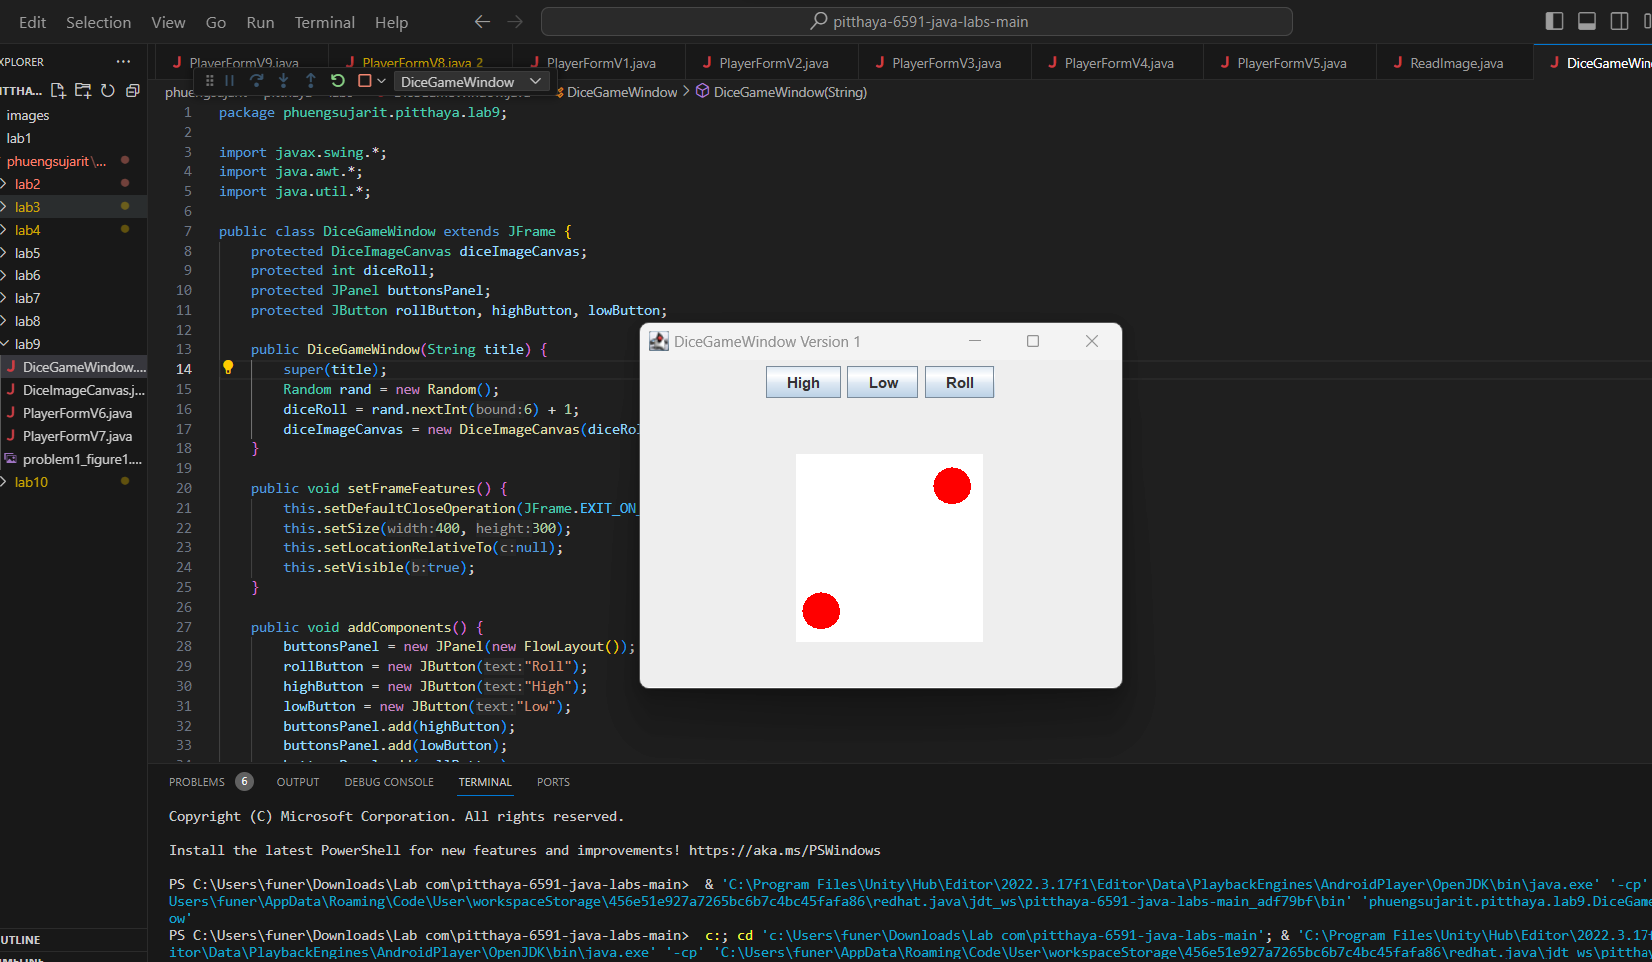 Edit Selection View Go Run Terminal Help
pitthaya-6591-java-labs-main
XPLORER
PlayerFormV9.java PlayerFormV8.java 2 PlayerFormV1.java PlayerFormV2.java PlayerFormV3.java PlayerFormV4.java PlayerFormV5.java ReadImage.java DiceGameWin
DiceGameWindow
ITTHA...
DiceGameWindow > DiceGameWindow(String)
images
lab1
phuengsujarit\...
lab2
lab3
lab4
lab5
lab6
lab7
lab8
lab9
DiceGameWindow....
DiceImageCanvas.j...
PlayerFormV6.java
PlayerFormV7.java
problem1_figure1....
lab10
UTLINE
1 package phuengsujarit.pitthaya.lab9;
2
3 import javax.swing.*;
4 import java.awt.*;
5 import java.util.*;
6
7 public class DiceGameWindow extends JFrame {
8 protected DiceImageCanvas diceImageCanvas;
9 protected int diceRoll;
10 protected JPanel buttonsPanel;
11 protected JButton rollButton, highButton, lowButton;
12
13 public DiceGameWindow(String title) {
14 super(title);
15 Random rand = new Random();
16 diceRoll = rand.nextInt(bound:6) + 1;
17 diceImageCanvas = new DiceImageCanvas(diceRol
18 }
19
20 public void setFrameFeatures() {
21 this.setDefaultCloseOperation(JFrame.EXIT_ON_
22 this.setSize(width:400, height:300);
23 this.setLocationRelativeTo(c:null);
24 this.setVisible(b:true);
25 }
26
27 public void addComponents() {
28 buttonsPanel = new JPanel(new FlowLayout());
29 rollButton = new JButton(text:"Roll");
30 highButton = new JButton(text:"High");
31 lowButton = new JButton(text:"Low");
32 buttonsPanel.add(highButton);
33 buttonsPanel.add(lowButton);
DiceGameWindow Version 1
High Low Roll
PROBLEMS 6 OUTPUT DEBUG CONSOLE TERMINAL PORTS
Copyright (C) Microsoft Corporation. All rights reserved.
Install the latest PowerShell for new features and improvements! https://aka.ms/PSWindows
PS C:\Users\funer\Downloads\Lab com\pitthaya-6591-java-labs-main> & 'C:\Program Files\Unity\Hub\Editor\2022.3.17f1\Editor\Data\PlaybackEngines\AndroidPlayer\OpenJDK\bin\java.exe' '-cp'
Users\funer\AppData\Roaming\Code\User\workspaceStorage\456e51e927a7265bc6b7c4bc45fafa86\redhat.java\jdt_ws\pitthaya-6591-java-labs-main_adf79bf\bin' 'phuengsujarit.pitthaya.lab9.DiceGame
ow'
PS C:\Users\funer\Downloads\Lab com\pitthaya-6591-java-labs-main> c:; cd 'c:\Users\funer\Downloads\Lab com\pitthaya-6591-java-labs-main'; & 'C:\Program Files\Unity\Hub\Editor\2022.3.17f
itor\Data\PlaybackEngines\AndroidPlayer\OpenJDK\bin\java.exe' '-cp' 'C:\Users\funer\AppData\Roaming\Code\User\workspaceStorage\456e51e927a7265bc6b7c4bc45fafa86\redhat.java\jdt_ws\pittha